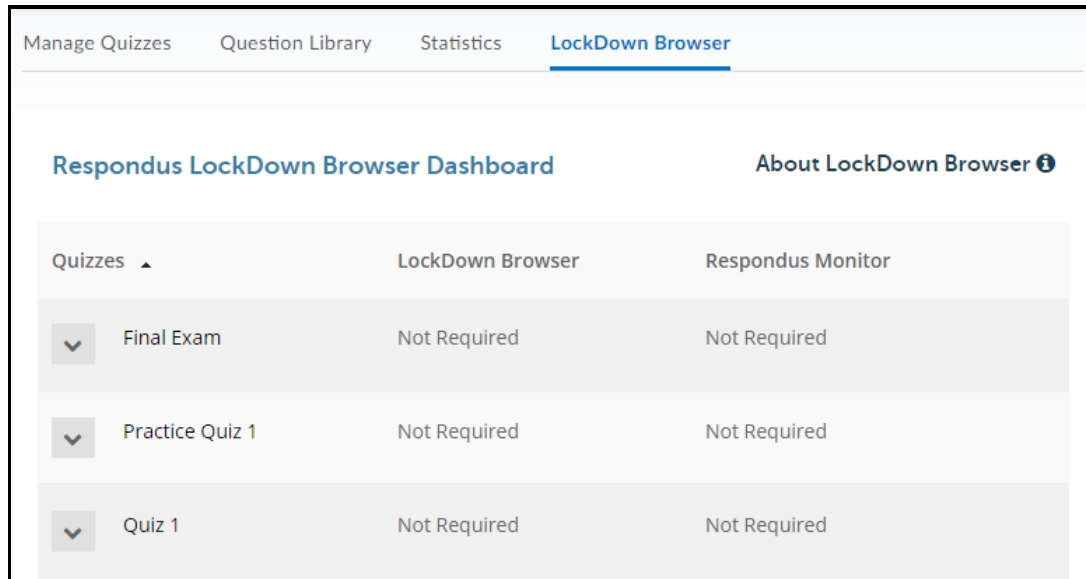 Manage Quizzes Question Library Statistics LockDown Browser
Respondus LockDown Browser Dashboard About LockDown Browser
Quizzes LockDown Browser Respondus Monitor
Final Exam Not Required Not Required
Practice Quiz 1 Not Required Not Required
Quiz 1 Not Required Not Required